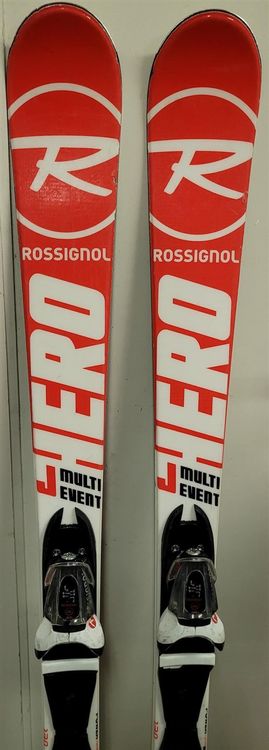 R
ROSSIGNOL
HERO
MULTI
EVENT
R
ROSSIGNOL
HERO
MULTI
EVENT